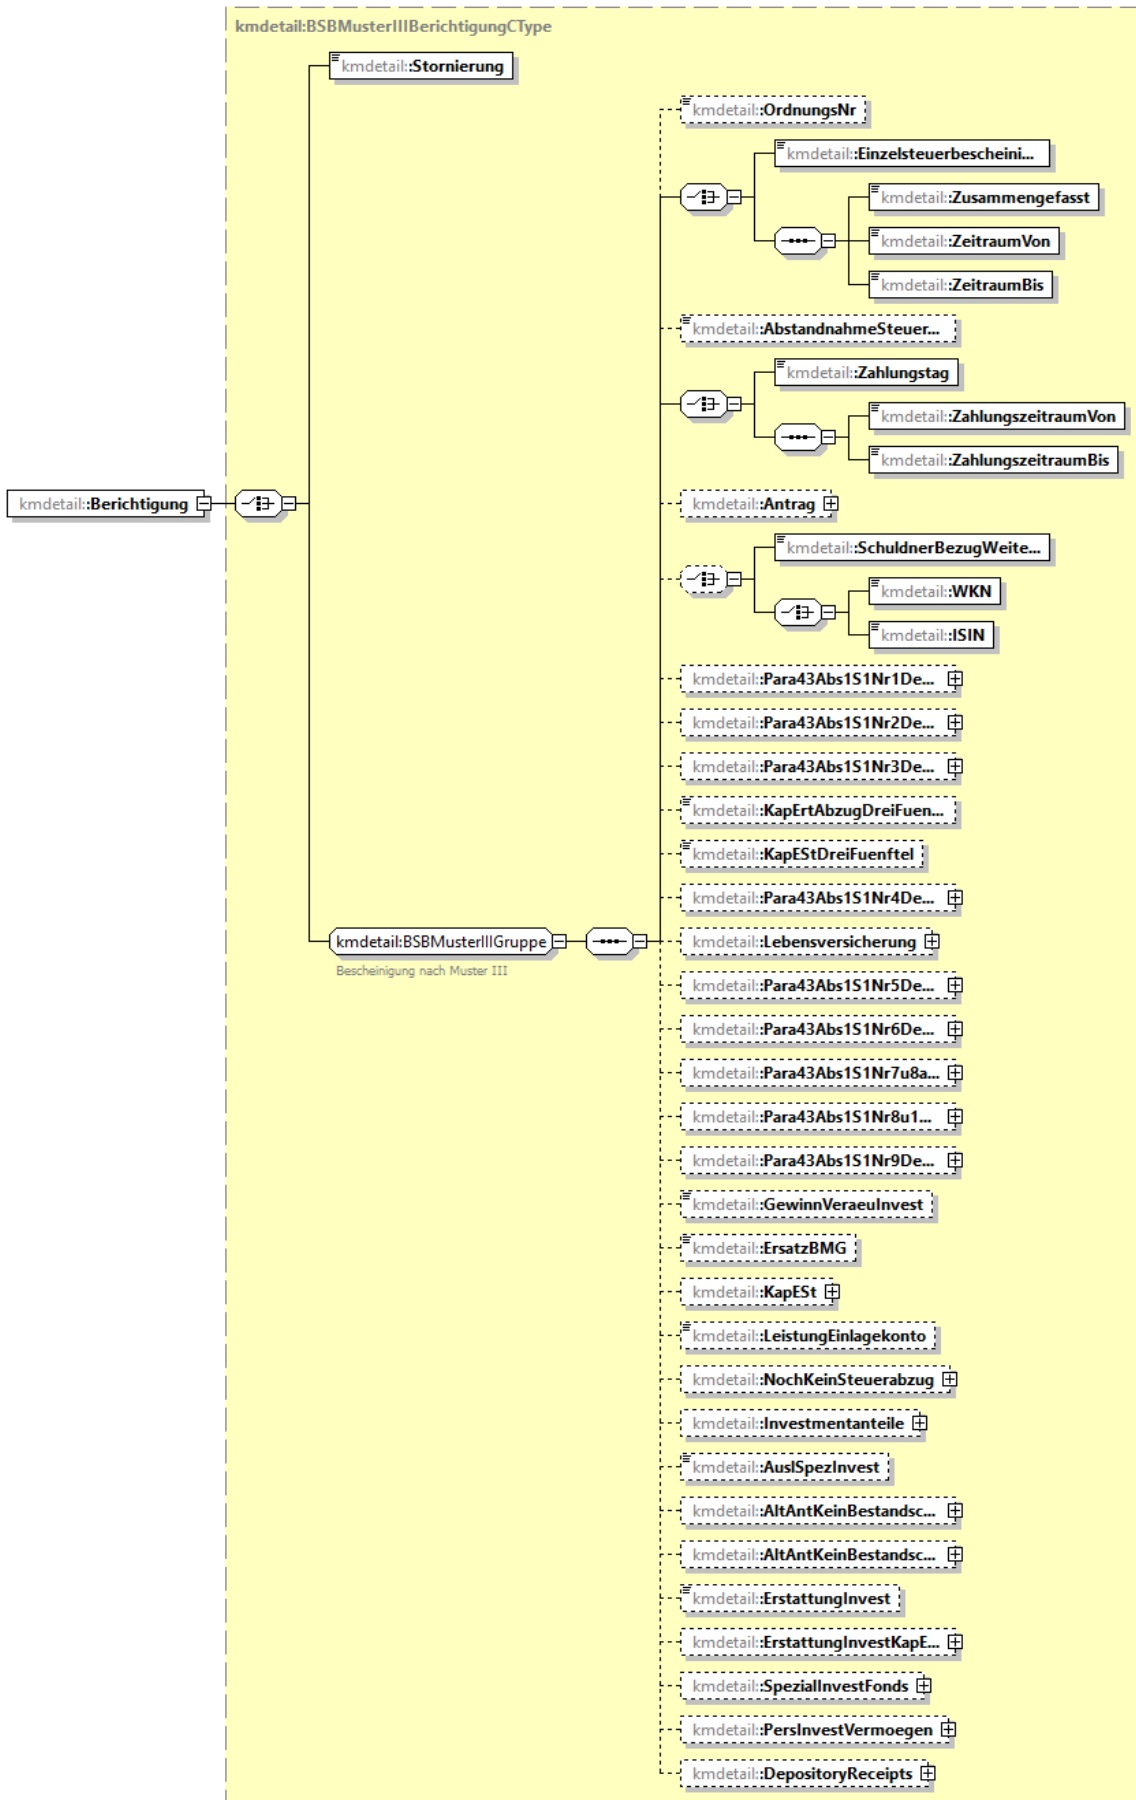 kmdetail:BSBMusterIIIBerichtigungCType
kmdetail::Stornierung
kmdetail::OrdnungsNr
kmdetail::Einzelsteuerbescheini...
kmdetail::Zusammengefasst
kmdetail::ZeitraumVon
kmdetail::ZeitraumBis
kmdetail::AbstandnahmeSteuer...
kmdetail::Zahlungstag
kmdetail::ZahlungszeitraumVon
kmdetail::ZahlungszeitraumBis
kmdetail::Berichtigung
kmdetail::Antrag
kmdetail::SchuldnerBezugWeite...
kmdetail::WKN
kmdetail::ISIN
kmdetail::Para43Abs1S1Nr1De...
kmdetail::Para43Abs1S1Nr2De...
kmdetail::Para43Abs1S1Nr3De...
kmdetail::KapErtAbzugDreiFuen...
kmdetail::KapEStDreiFuenftel
kmdetail::Para43Abs1S1Nr4De...
kmdetail:BSBMusterIIIGruppe
Bescheinigung nach Muster III
kmdetail::Lebensversicherung
kmdetail::Para43Abs1S1Nr5De...
kmdetail::Para43Abs1S1Nr6De...
kmdetail::Para43Abs1S1Nr7u8a...
kmdetail::Para43Abs1S1Nr8u1...
kmdetail::Para43Abs1S1Nr9De...
kmdetail::GewinnVeraeuInvest
kmdetail::ErsatzBMG
kmdetail::KapESt
kmdetail::LeistungEinlagekonto
kmdetail::NochKeinSteuerabzug
kmdetail::Investmentanteile
kmdetail::AuslSpezInvest
kmdetail::AltAntKeinBestandsc...
kmdetail::AltAntKeinBestandsc...
kmdetail::ErstattungInvest
kmdetail::ErstattungInvestKapE...
kmdetail::SpezialInvestFonds
kmdetail::PersInvestVermoegen
kmdetail::DepositoryReceipts